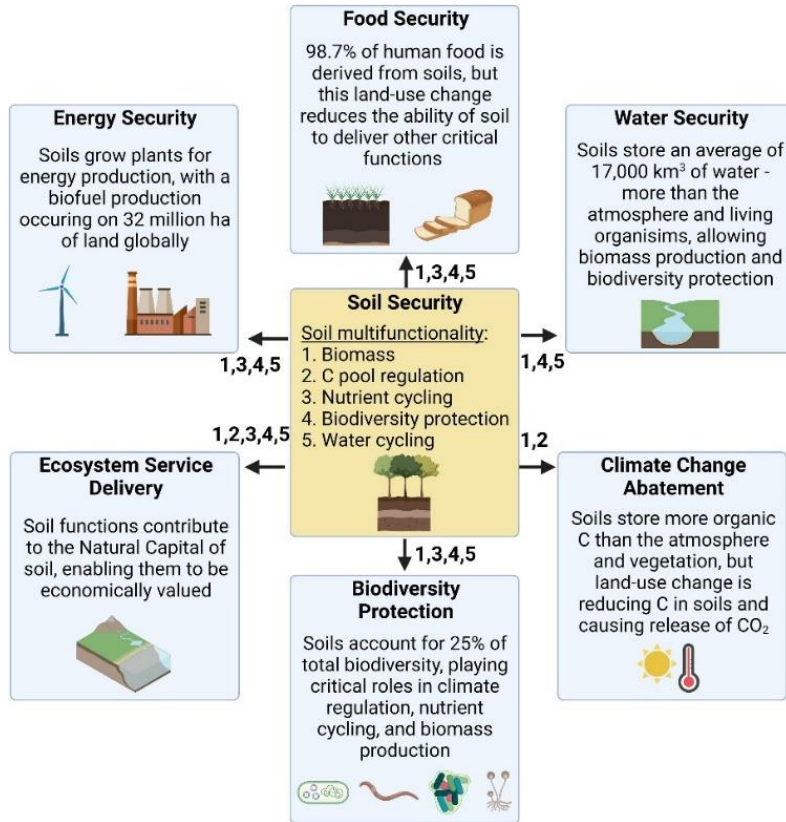 Food Security
98.7% of human food is
derived from soils, but
this land-use change
reduces the ability of soil
to deliver other critical
functions
Energy Security
Soils grow plants for
energy production, with a
biofuel production
occuring on 32 million ha
of land globally
Water Security
Soils store an average of
17,000 km³ of water -
more than the
atmosphere and living
organisims, allowing
biomass production and
biodiversity protection
1,3,4,5
Soil Security
Soil multifunctionality:
1. Biomass
2. C pool regulation
3. Nutrient cycling
4. Biodiversity protection
5. Water cycling
1,3,4,5
1,4,5
1,2,3,4,5
1,2
Ecosystem Service
Delivery
Soil functions contribute
to the Natural Capital of
soil, enabling them to be
economically valued
Climate Change
Abatement
Soils store more organic
C than the atmosphere
and vegetation, but
land-use change is
reducing C in soils and
causing release of CO₂
1,3,4,5
Biodiversity
Protection
Soils account for 25% of
total biodiversity, playing
critical roles in climate
regulation, nutrient
cycling, and biomass
production